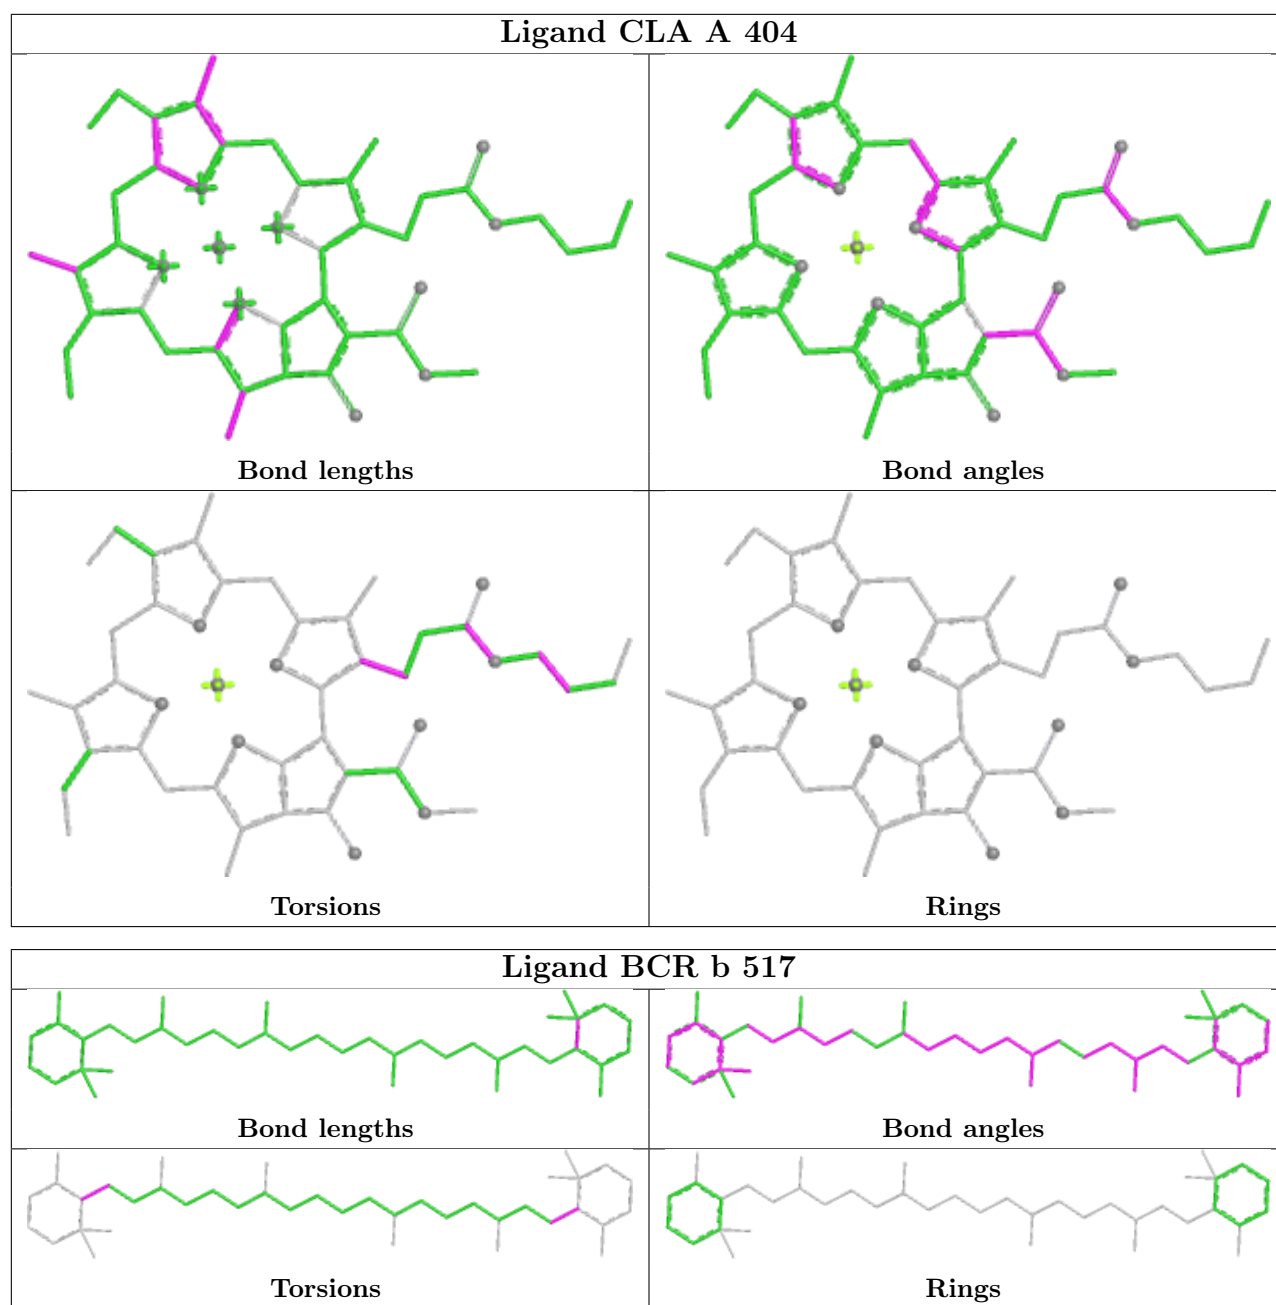 Ligand CLA A 404
Bond lengths
Bond angles
Torsions
Rings
Ligand BCR b 517
Bond lengths
Bond angles
Torsions
Rings